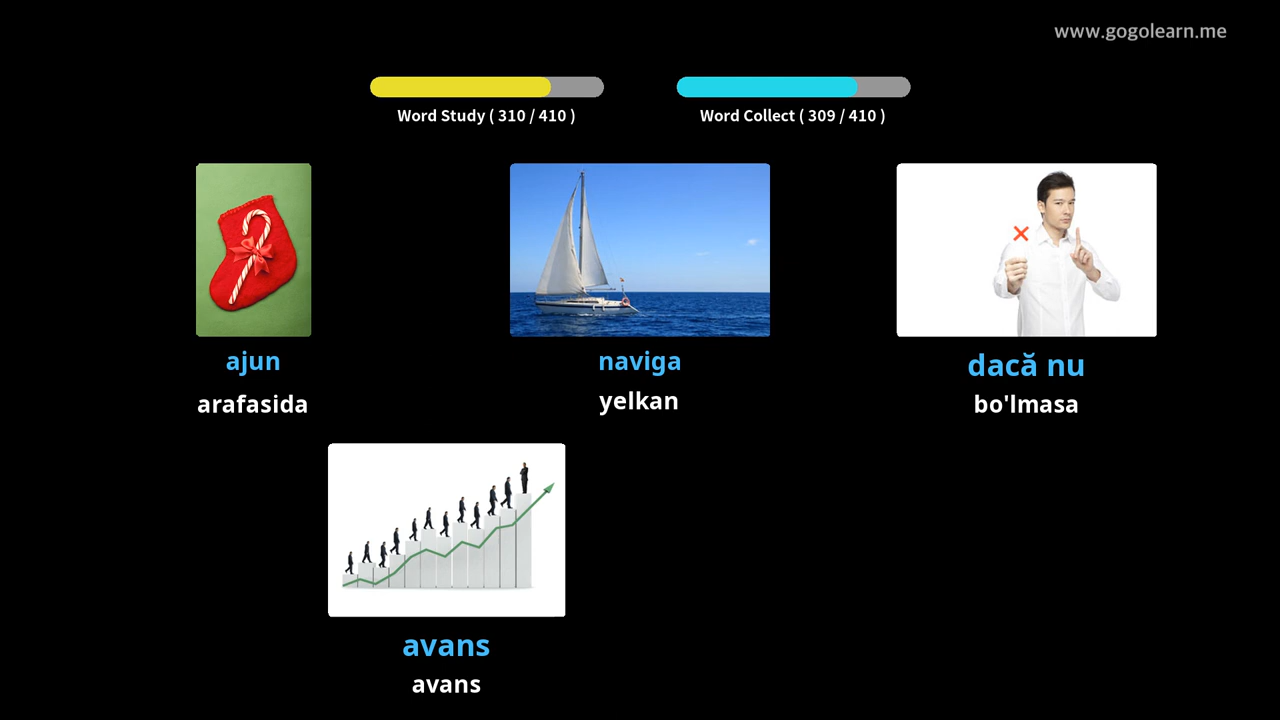 www.gogolearn.me
Word Study ( 310 / 410 )
Word Collect ( 309 / 410 )
ajun
arafasida
naviga
yelkan
dacă nu
bo'lmasa
avans
avans